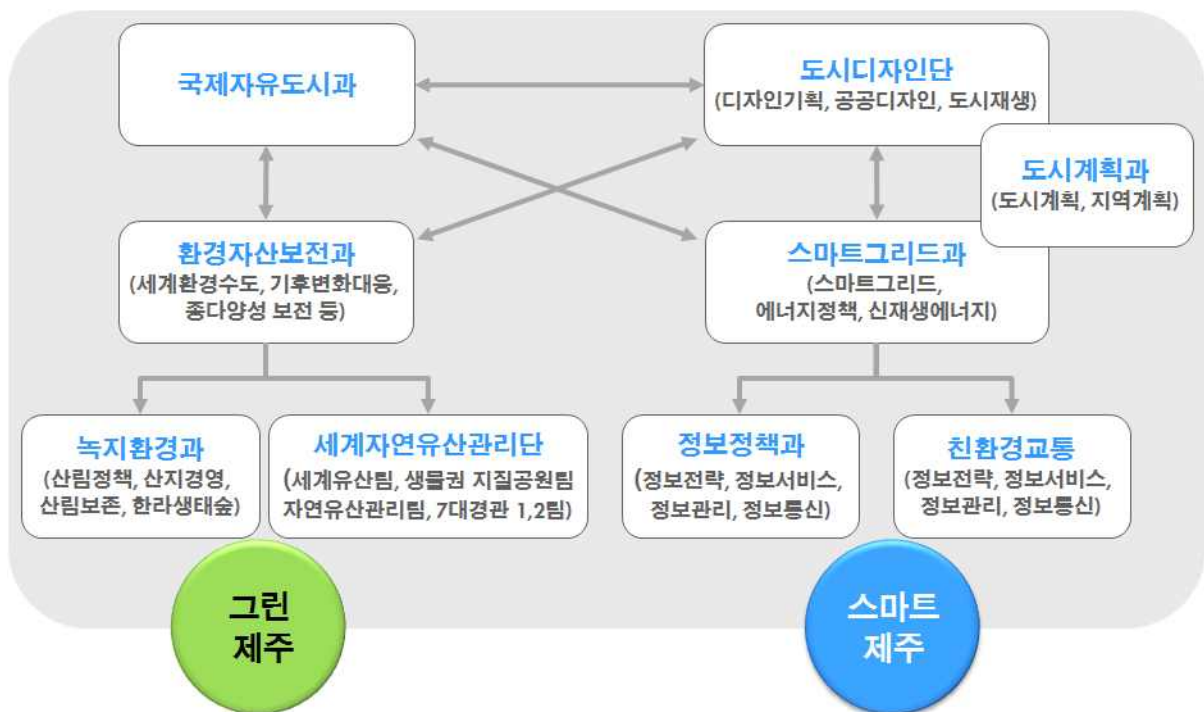 국제자유도시과
도시디자인단
(디자인기획, 공공디자인, 도시재생)
도시계획과
(도시계획, 지역계획)
환경자산보전과
(세계환경수도, 기후변화대응,
종다양성 보전 등)
스마트그리드과
(스마트그리드,
에너지정책, 신재생에너지)
녹지환경과
(산림정책, 산지경영,
산림보존, 한라생태숲)
세계자연유산관리단
(세계유산팀, 생물권 지질공원팀
자연유산관리팀, 7대경관 1,2팀)
정보정책과
(정보전략, 정보서비스,
정보관리, 정보통신)
친환경교통
(정보전략, 정보서비스,
정보관리, 정보통신)
그린
제주
스마트
제주